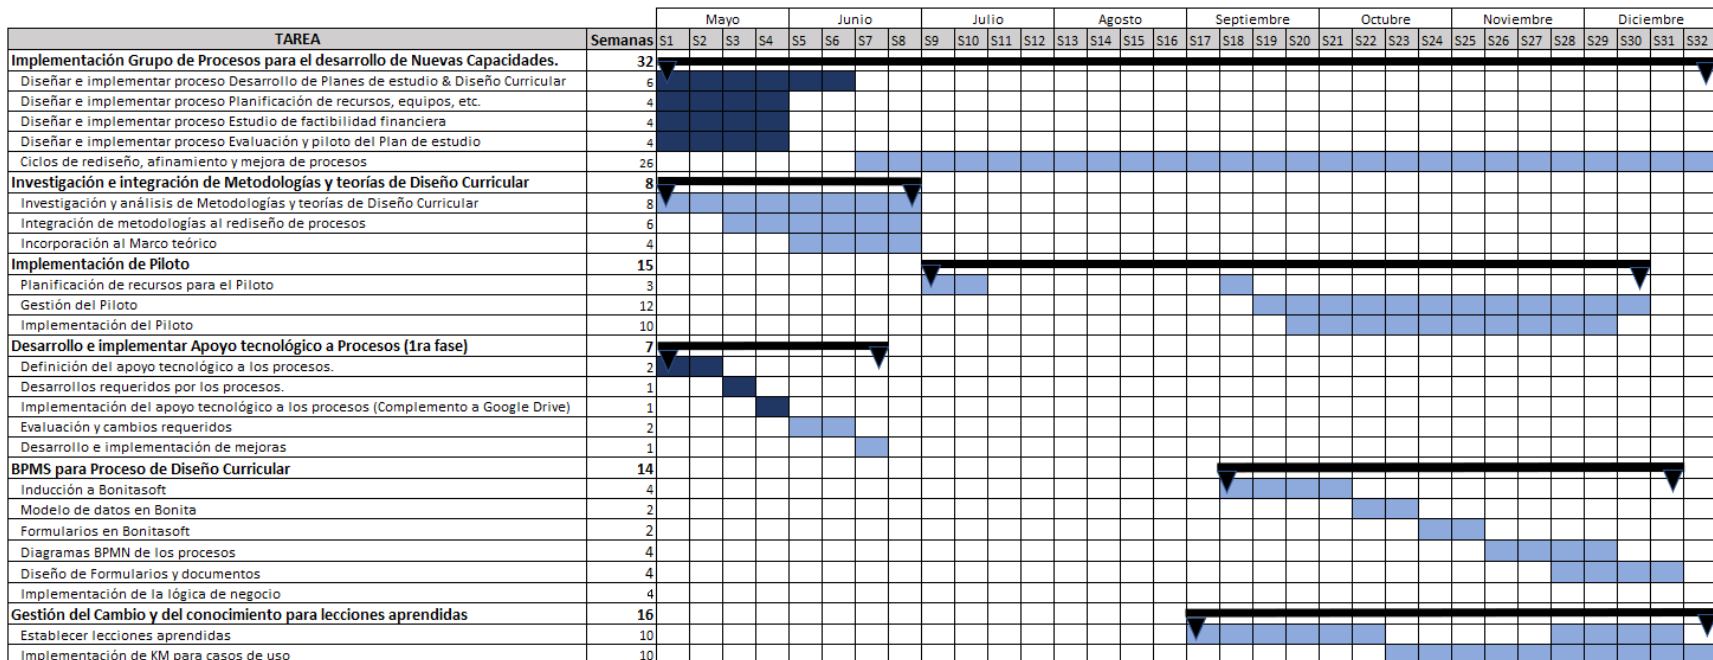 Mayo Junio Julio Agosto Septiembre Octubre Noviembre Diciembre
TAREA Semanas S1 S2 S3 S4 S5 S6 S7 S8 S9 S10 S11 S12 S13 S14 S15 S16 S17 S18 S19 S20 S21 S22 S23 S24 S25 S26 S27 S28 S29 S30 S31 S32
Implementación Grupo de Procesos para el desarrollo de Nuevas Capacidades. 32
Diseñar e implementar proceso Desarrollo de Planes de estudio & Diseño Curricular 6
Diseñar e implementar proceso Planificación de recursos, equipos, etc. 4
Diseñar e implementar proceso Estudio de factibilidad financiera 4
Diseñar e implementar proceso Evaluación y piloto del Plan de estudio 4
Ciclos de rediseño, afinamiento y mejora de procesos 26
Investigación e integración de Metodologías y teorías de Diseño Curricular 8
Investigación y análisis de Metodologías y teorías de Diseño Curricular 8
Integración de metodologías al rediseño de procesos 6
Incorporación al Marco teórico 4
Implementación de Piloto 15
Planificación de recursos para el Piloto 3
Gestión del Piloto 12
Implementación del Piloto 10
Desarrollo e implementar Apoyo tecnológico a Procesos (1ra fase) 7
Definición del apoyo tecnológico a los procesos. 2
Desarrollos requeridos por los procesos. 1
Implementación del apoyo tecnológico a los procesos (Complemento a Google Drive) 1
Evaluación y cambios requeridos 2
Desarrollo e implementación de mejoras 1
BPMS para Proceso de Diseño Curricular 14
Inducción a Bonitasoft 4
Modelo de datos en Bonita 2
Formularios en Bonitasoft 2
Diagramas BPMN de los procesos 4
Diseño de Formularios y documentos 4
Implementación de la lógica de negocio 4
Gestión del Cambio y del conocimiento para lecciones aprendidas 16
Establecer lecciones aprendidas 10
Implementación de KM para casos de uso 10